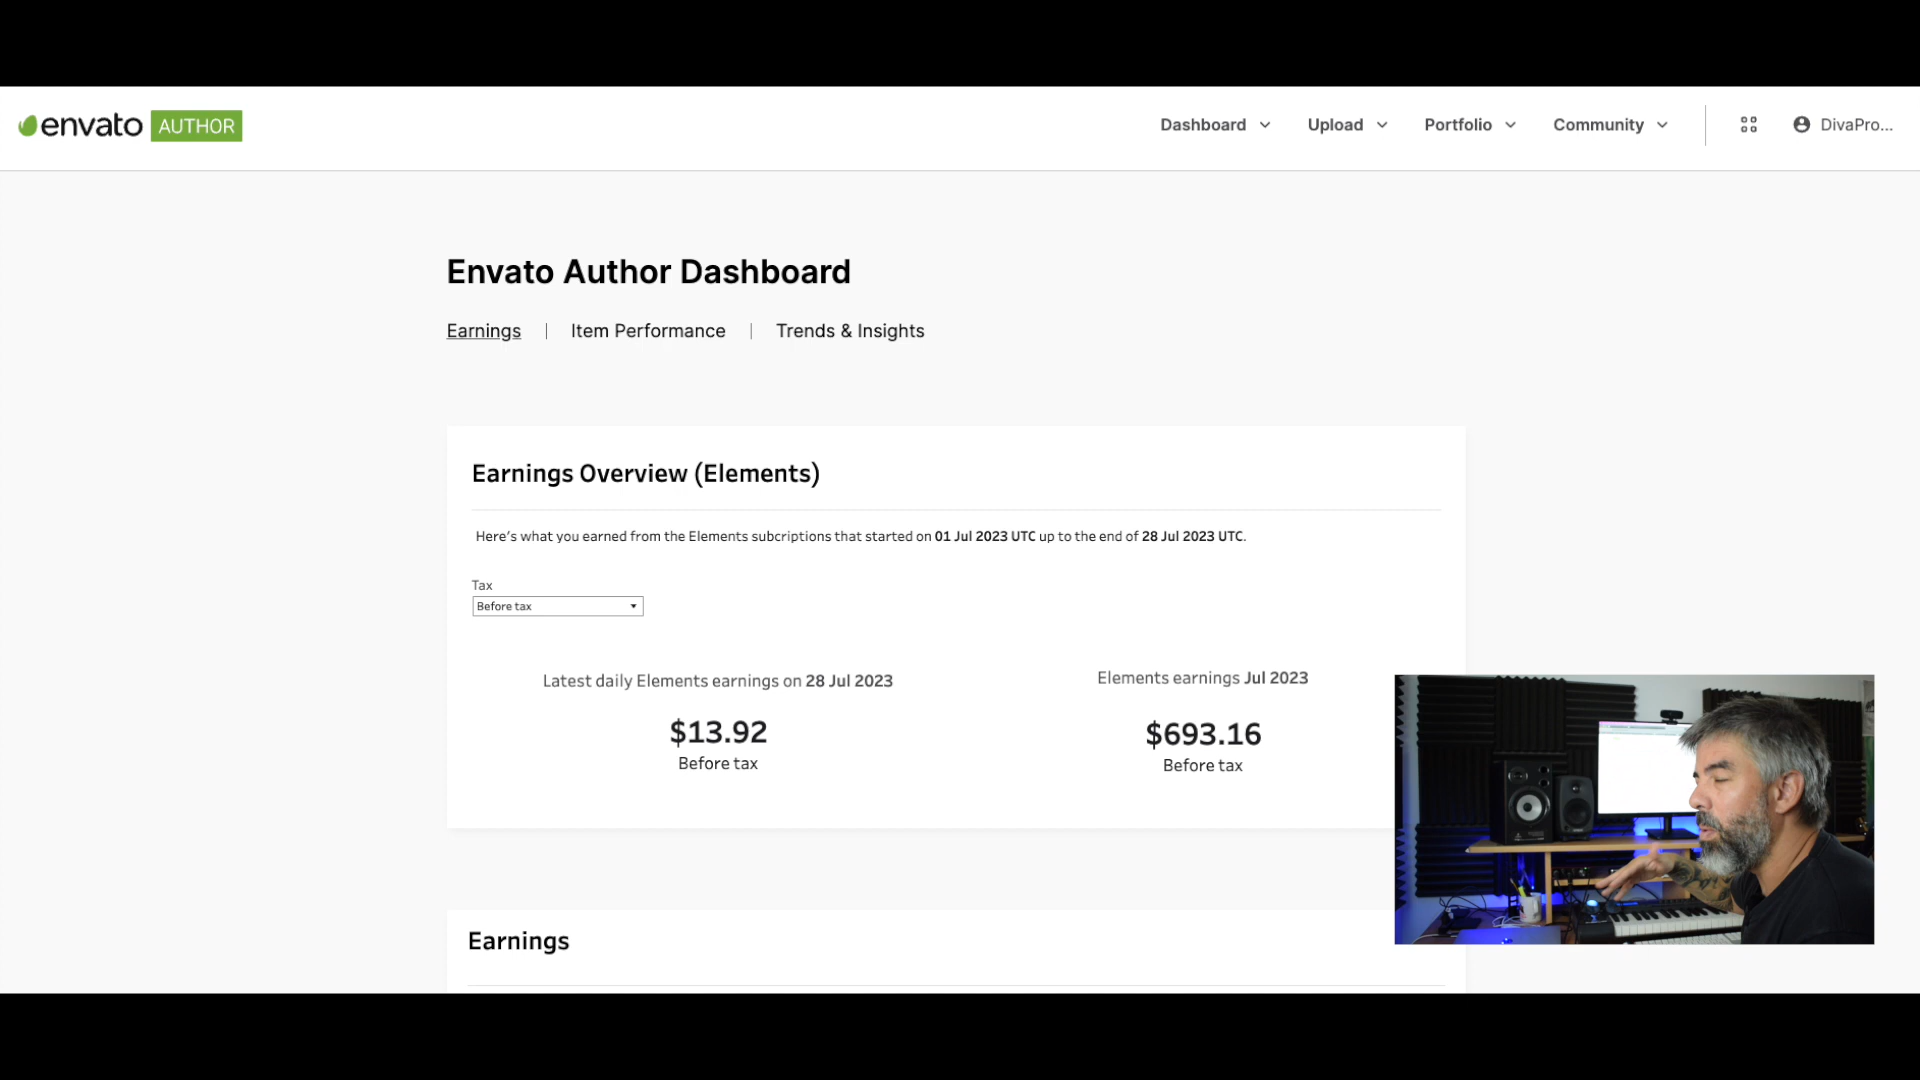 envato AUTHOR
Dashboard Upload Portfolio Community DivaPro...
Envato Author Dashboard
Earnings | Item Performance | Trends & Insights
Earnings Overview (Elements)
Here's what you earned from the Elements subcriptions that started on 01 Jul 2023 UTC up to the end of 28 Jul 2023 UTC.
Tax
Before tax
Latest daily Elements earnings on 28 Jul 2023
$13.92
Before tax
Elements earnings Jul 2023
$693.16
Before tax
Earnings